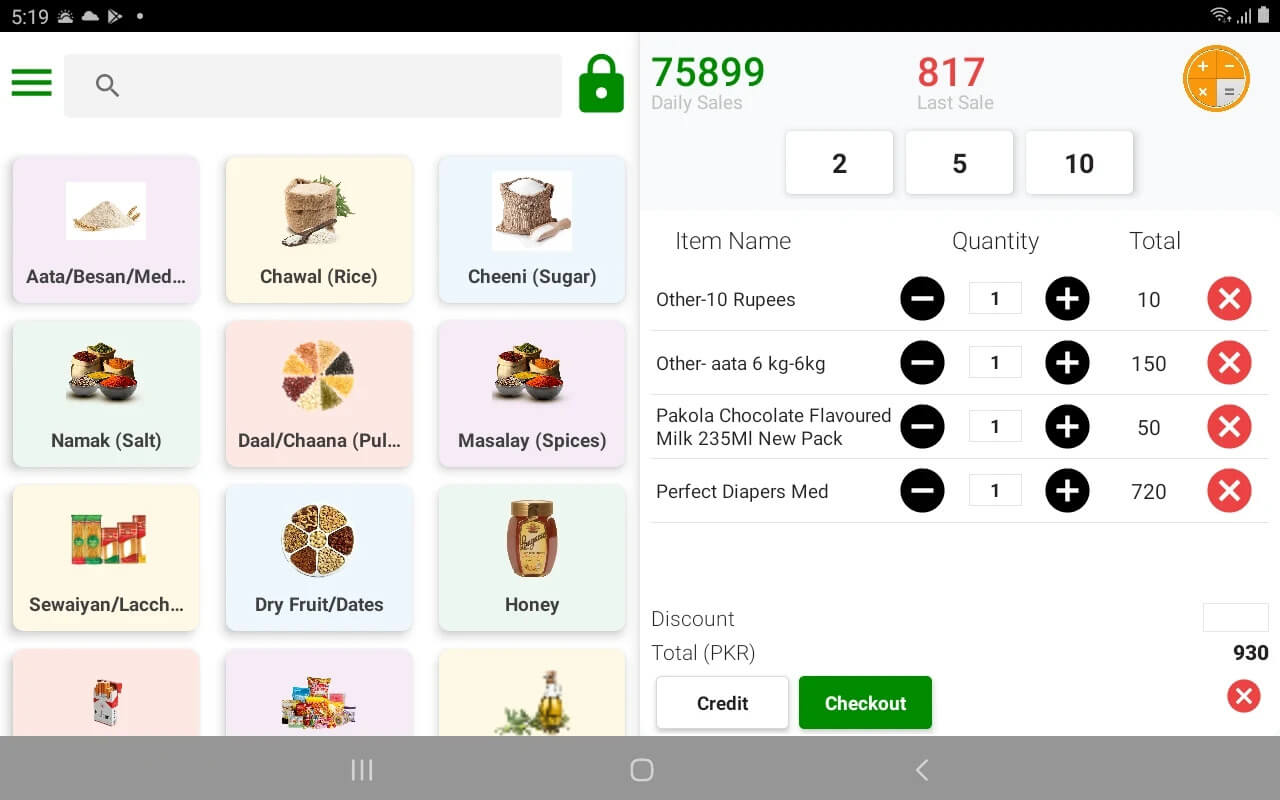 5:19
75899
Daily Sales
817
Last Sale
2
5
10
Aata/Besan/Med...
Chawal (Rice)
Cheeni (Sugar)
Namak (Salt)
Daal/Chaana (Pul...
Masalay (Spices)
Sewaiyan/Lacch...
Dry Fruit/Dates
Honey
Item Name Quantity Total
Other-10 Rupees 1 10
Other- aata 6 kg-6kg 1 150
Pakola Chocolate Flavoured
Milk 235Ml New Pack 1 50
Perfect Diapers Med 1 720
Discount
Total (PKR) 930
Credit Checkout